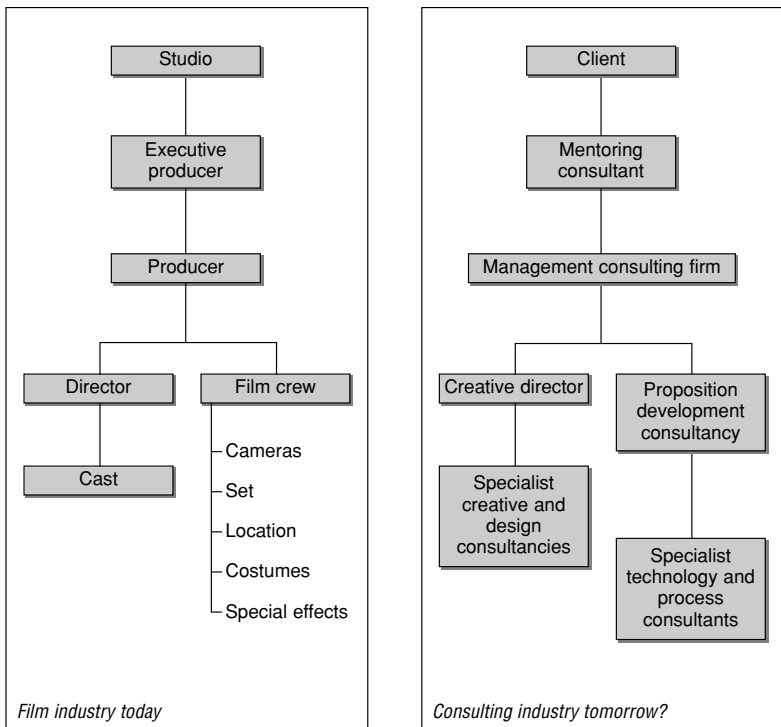 Studio
Executive
producer
Producer
Director
Film crew
Cast
Cameras
Set
Location
Costumes
Special effects
Film industry today
Client
Mentoring
consultant
Management consulting firm
Creative director
Proposition
development
consultancy
Specialist
creative and
design
consultancies
Specialist
technology and
process
consultants
Consulting industry tomorrow?